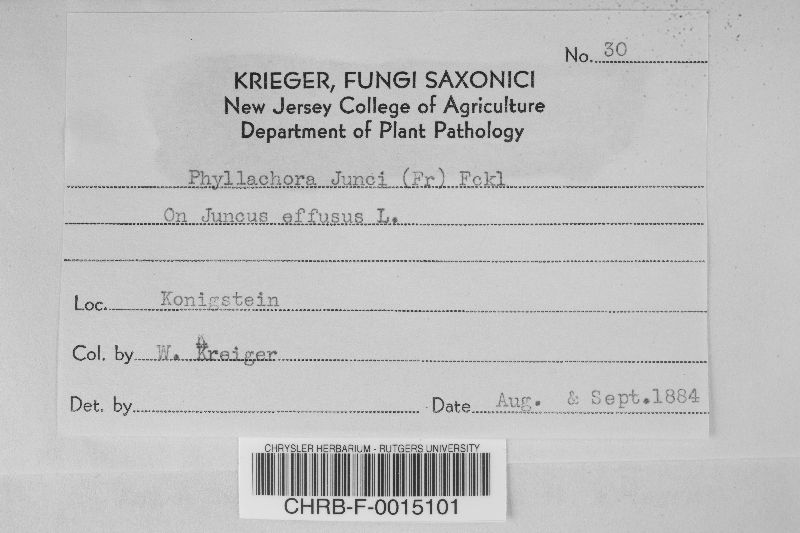 No. 30
KRIEGER, FUNGI SAXONICI
New Jersey College of Agriculture
Department of Plant Pathology
Phyllachora Junci (Fr) Fckl
On Juncus effusus L.
Loc. Konigstein
Col. by W. Kreiger
Det. by
Date Aug. & Sept.1884
CHRYSLER HERBARIUM - RUTGERS UNIVERSITY
CHRB-F-0015101